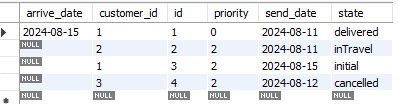 arrive_date customer_id id priority send_date state
2024-08-15 1 1 0 2024-08-11 delivered
NULL 2 2 2 2024-08-11 inTravel
NULL 1 3 2 2024-08-15 initial
NULL 3 4 2 2024-08-12 cancelled
NULL NULL NULL NULL NULL NULL